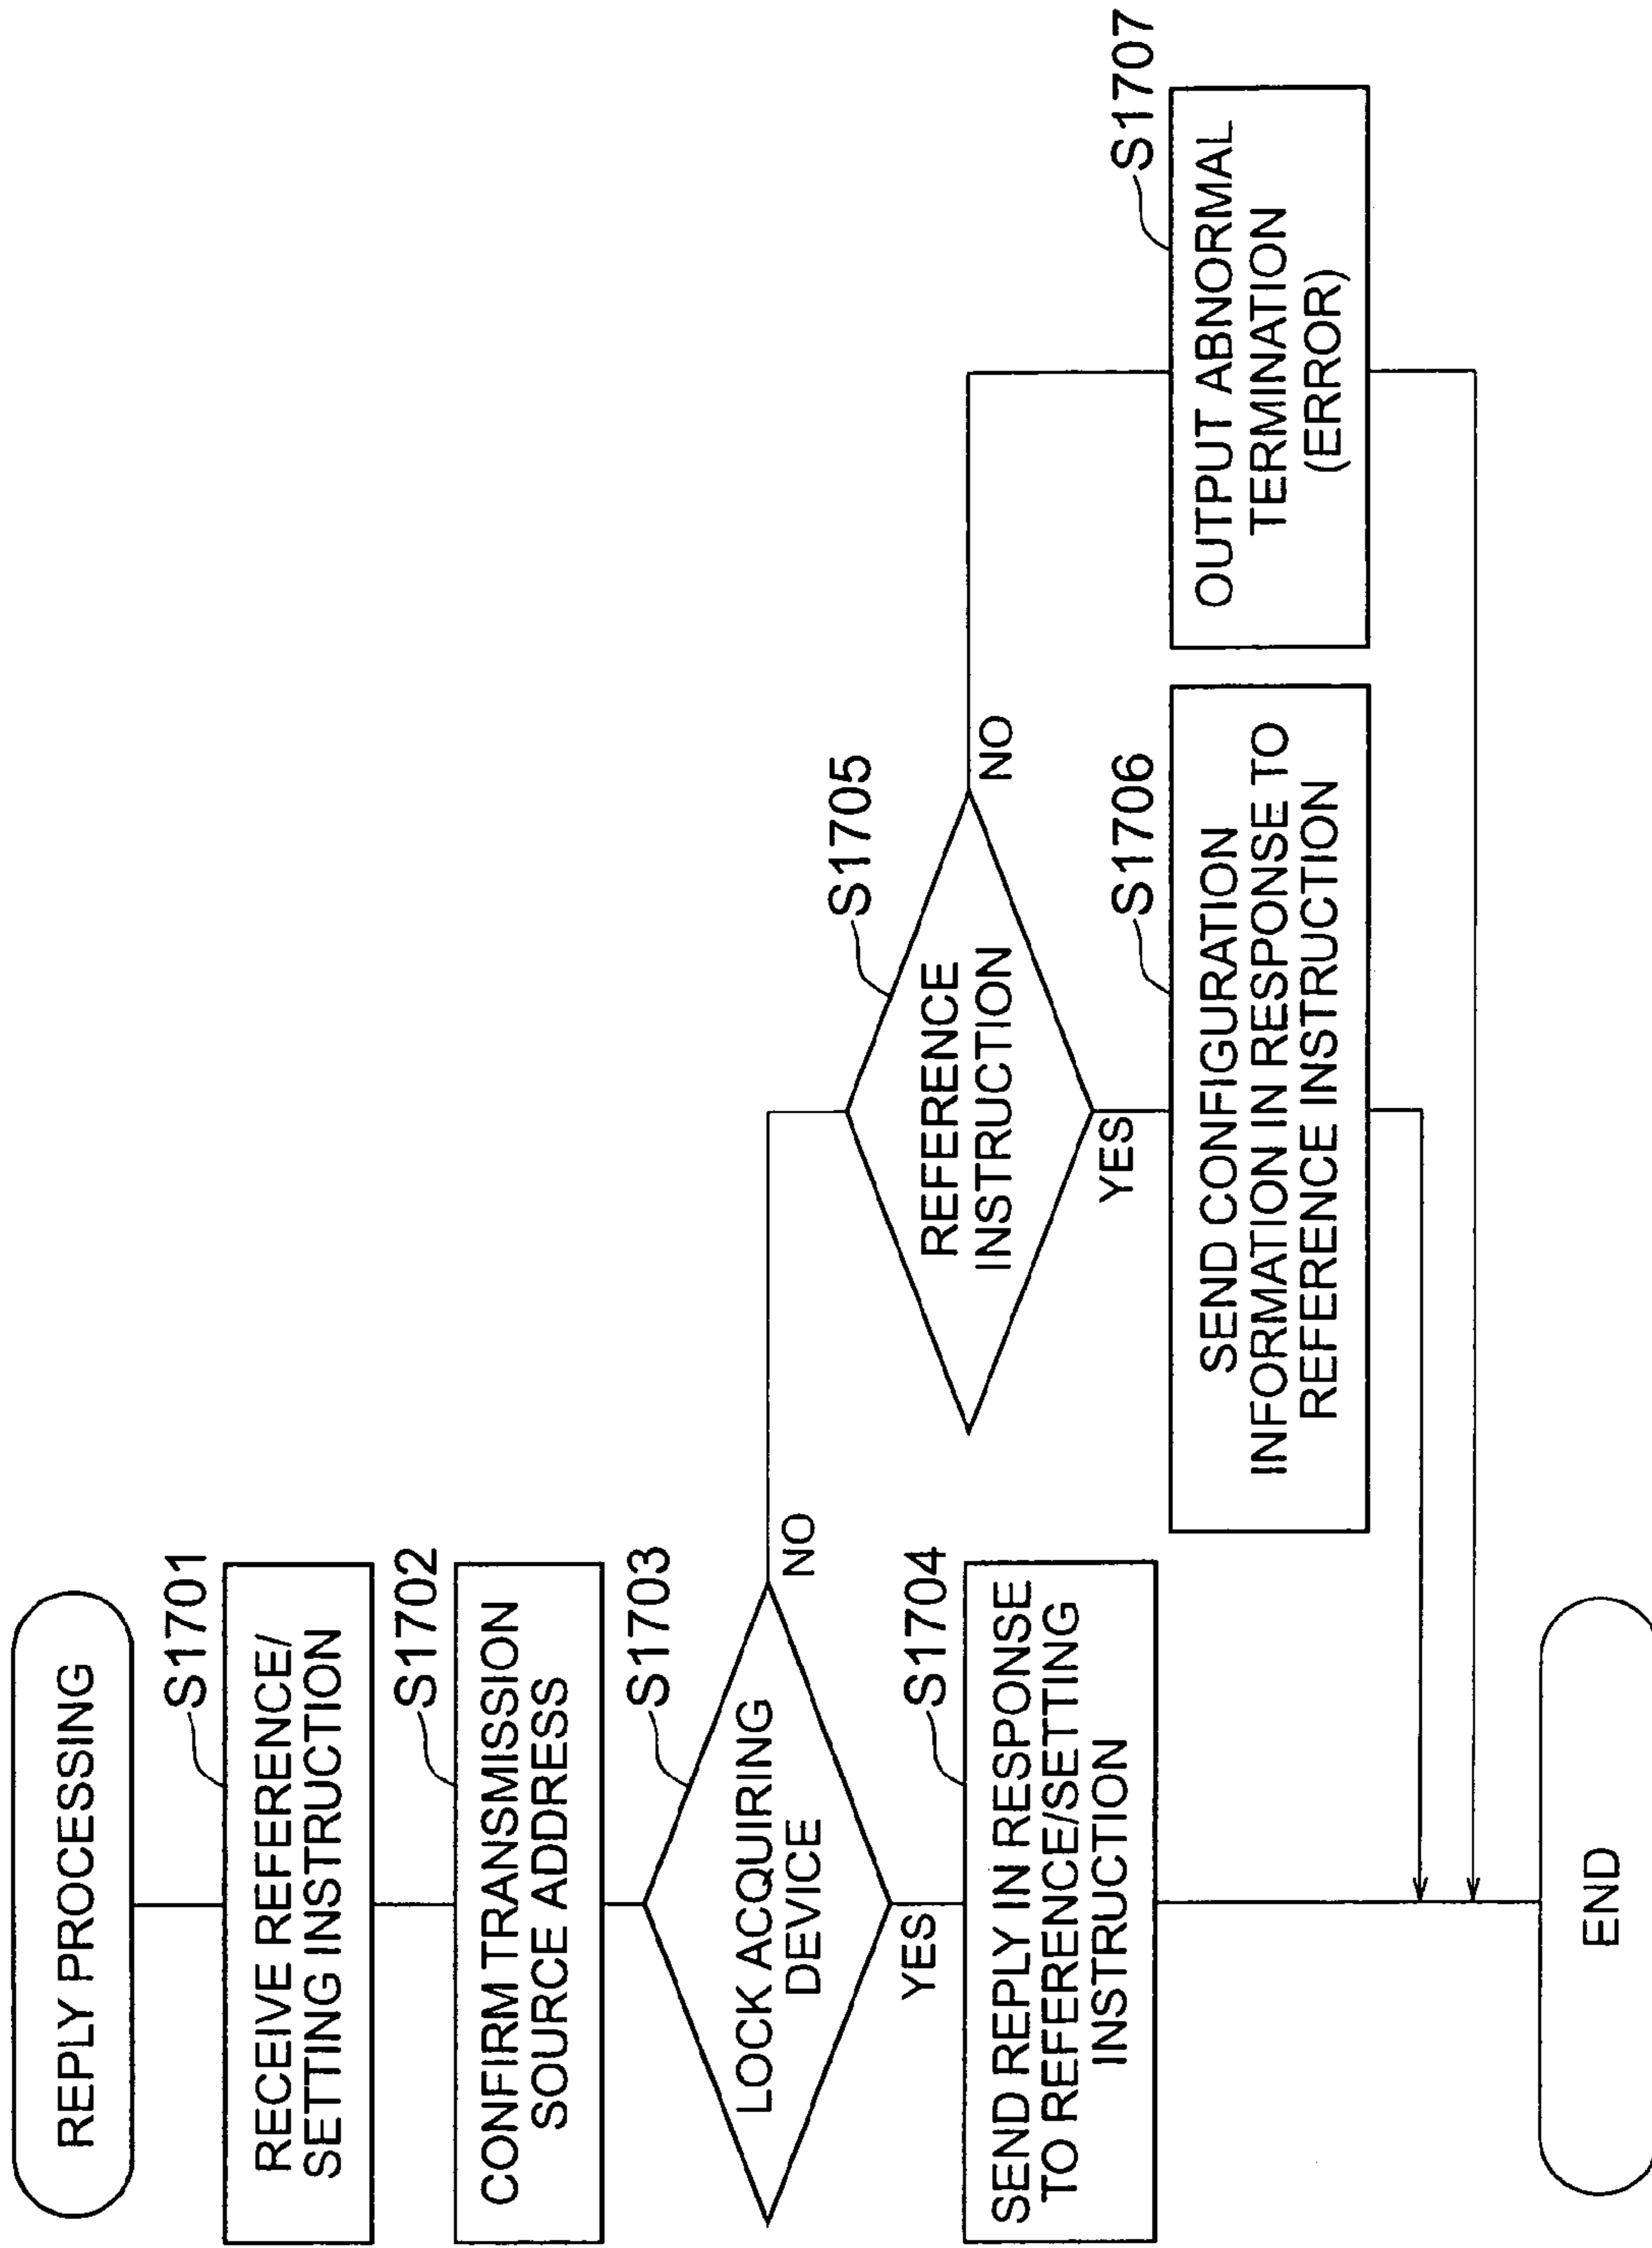 REPLY PROCESSING
S1701
RECEIVE REFERENCE/
SETTING INSTRUCTION
S1702
CONFIRM TRANSMISSION
SOURCE ADDRESS
S1703
LOCK ACQUIRING
DEVICE
NO
YES
S1704
SEND REPLY IN RESPONSE
TO REFERENCE/SETTING
INSTRUCTION
S1705
REFERENCE
INSTRUCTION
NO
YES
S1706
SEND CONFIGURATION
INFORMATION IN RESPONSE TO
REFERENCE INSTRUCTION
S1707
OUTPUT ABNORMAL
TERMINATION
(ERROR)
END